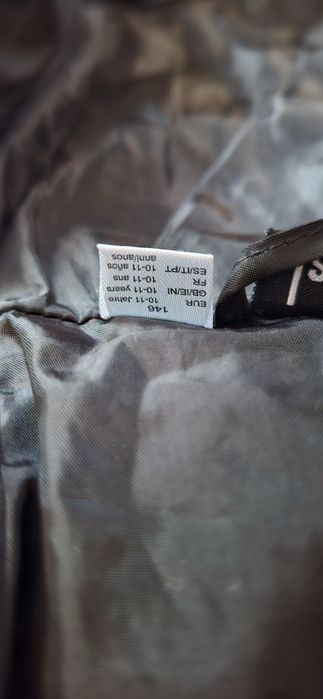 146
EUR 10-11 Jahre
GB/IE/NI 10-11 years
FR 10-11 ans
ES/IT/PT 10-11 años
anni/anos